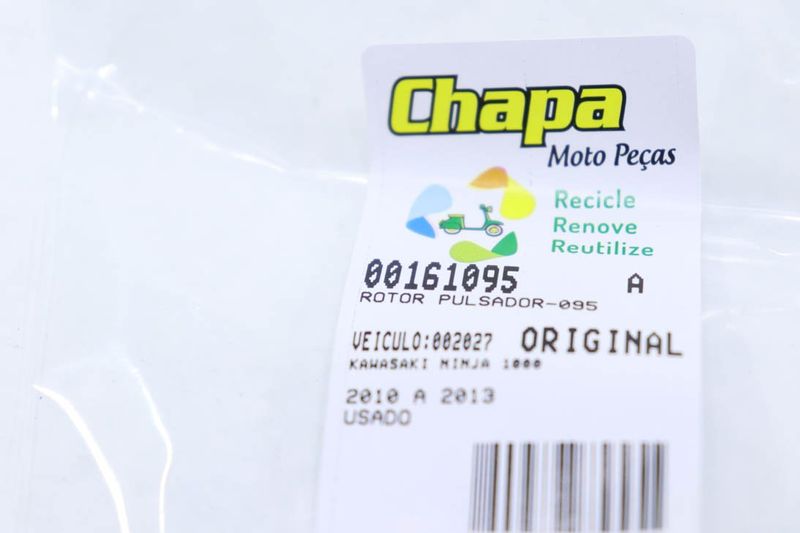 Chapa
Moto Peças
Recicle
Renove
Reutilize
00161095 A
ROTOR PULSADOR-095
VEICULO:002027 ORIGINAL
KAWASAKI NINJA 1000
2010 A 2013
USADO